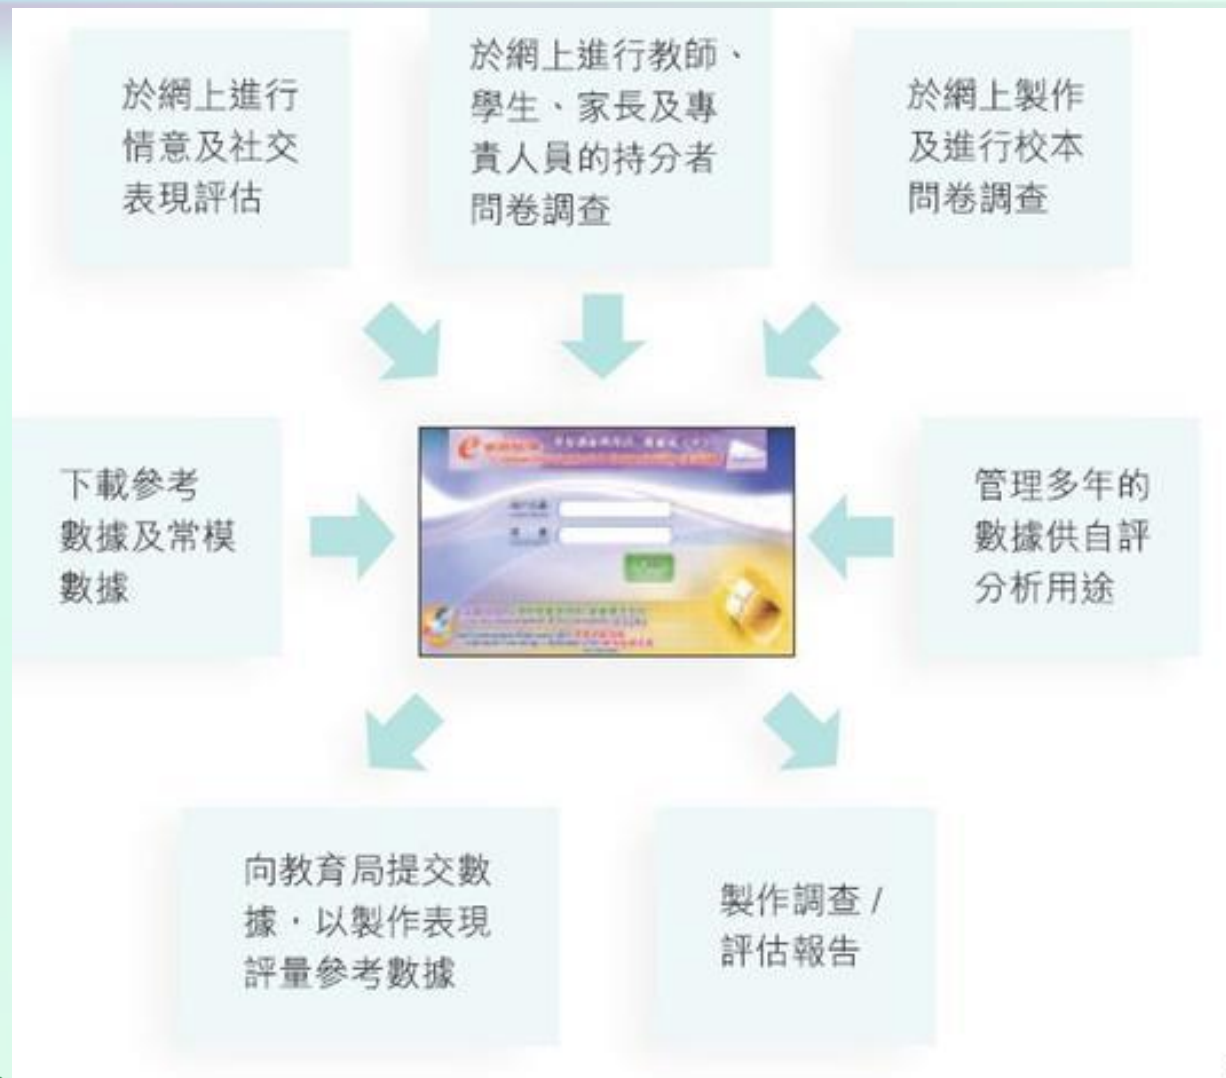 於網上進行
情意及社交
表現評估
於網上進行教師、
學生、家長及專
責人員的持分者
問卷調查
於網上製作
及進行校本
問卷調查
下載參考
數據及常模
數據
管理多年的
數據供自評
分析用途
向教育局提交數
據，以製作表現
評量參考數據
製作調查 /
評估報告